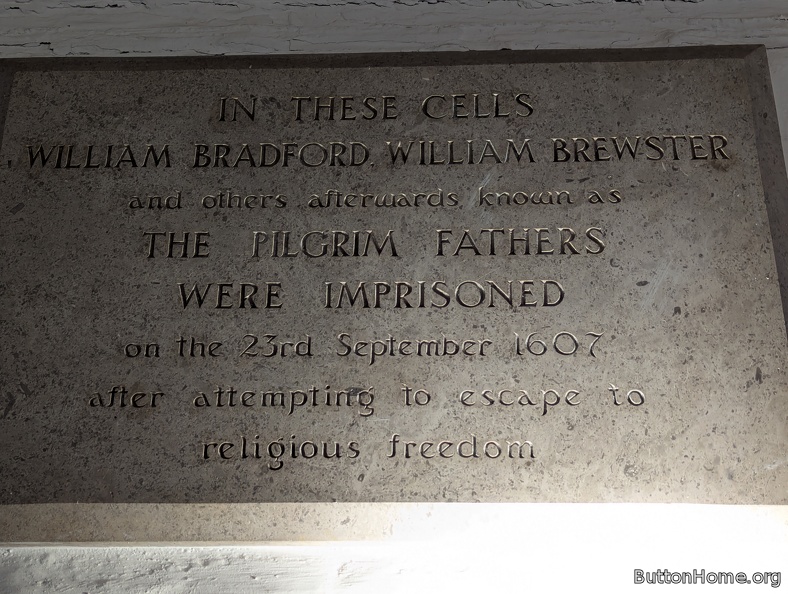 IN THESE CELLS
WILLIAM BRADFORD, WILLIAM BREWSTER
and others afterwards known as
THE PILGRIM FATHERS
WERE IMPRISONED
on the 23rd September 1607
after attempting to escape to
religious freedom
ButtonHome.org